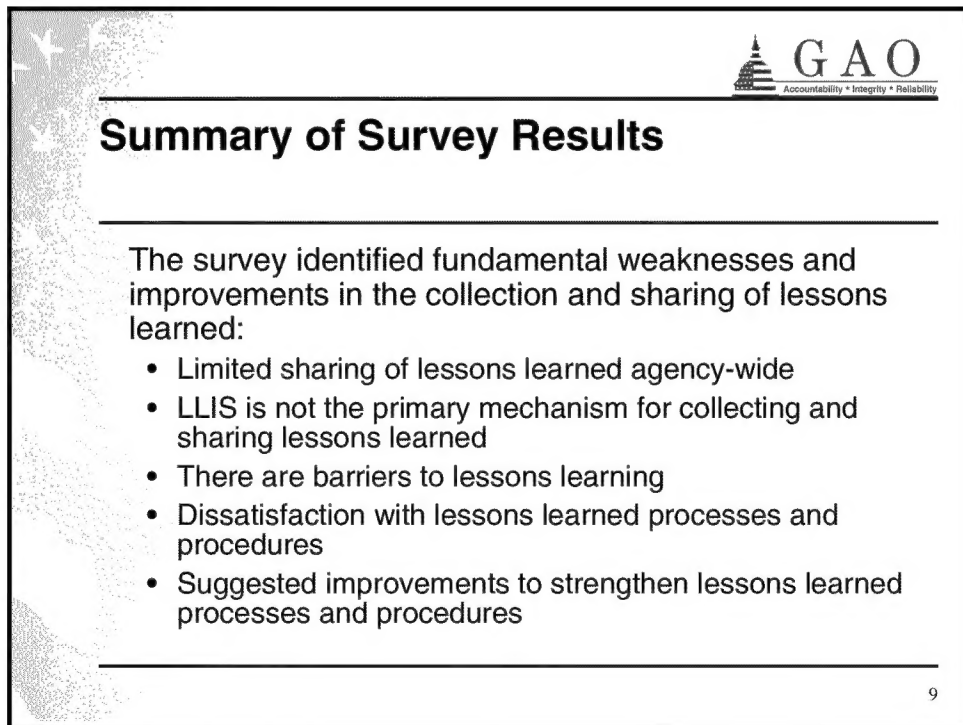 GAO
Accountability * Integrity * Reliability
Summary of Survey Results
The survey identified fundamental weaknesses and
improvements in the collection and sharing of lessons
learned:
• Limited sharing of lessons learned agency-wide
• LLIS is not the primary mechanism for collecting and
sharing lessons learned
• There are barriers to lessons learning
• Dissatisfaction with lessons learned processes and
procedures
• Suggested improvements to strengthen lessons learned
processes and procedures
9